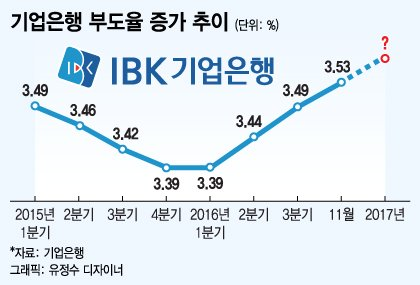 기업은행 부도율 증가 추이 (단위: %)
IBK기업은행
?
3.53
3.49
3.49
3.46
3.44
3.42
3.39
3.39
2015년 1분기
2분기
3분기
4분기
2016년 1분기
2분기
3분기
11월
2017년
*자료: 기업은행
그래픽: 유정수 디자이너